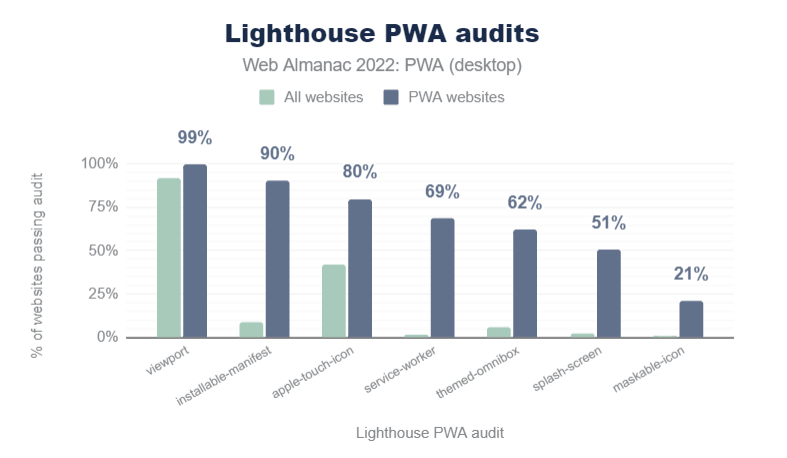 Lighthouse PWA audits
Web Almanac 2022: PWA (desktop)
All websites PWA websites
99%
90%
80%
69%
62%
51%
21%
% of websites passing audit
100%
75%
50%
25%
0%
viewport
installable-manifest
apple-touch-icon
service-worker
themed-omnibox
splash-screen
maskable-icon
Lighthouse PWA audit